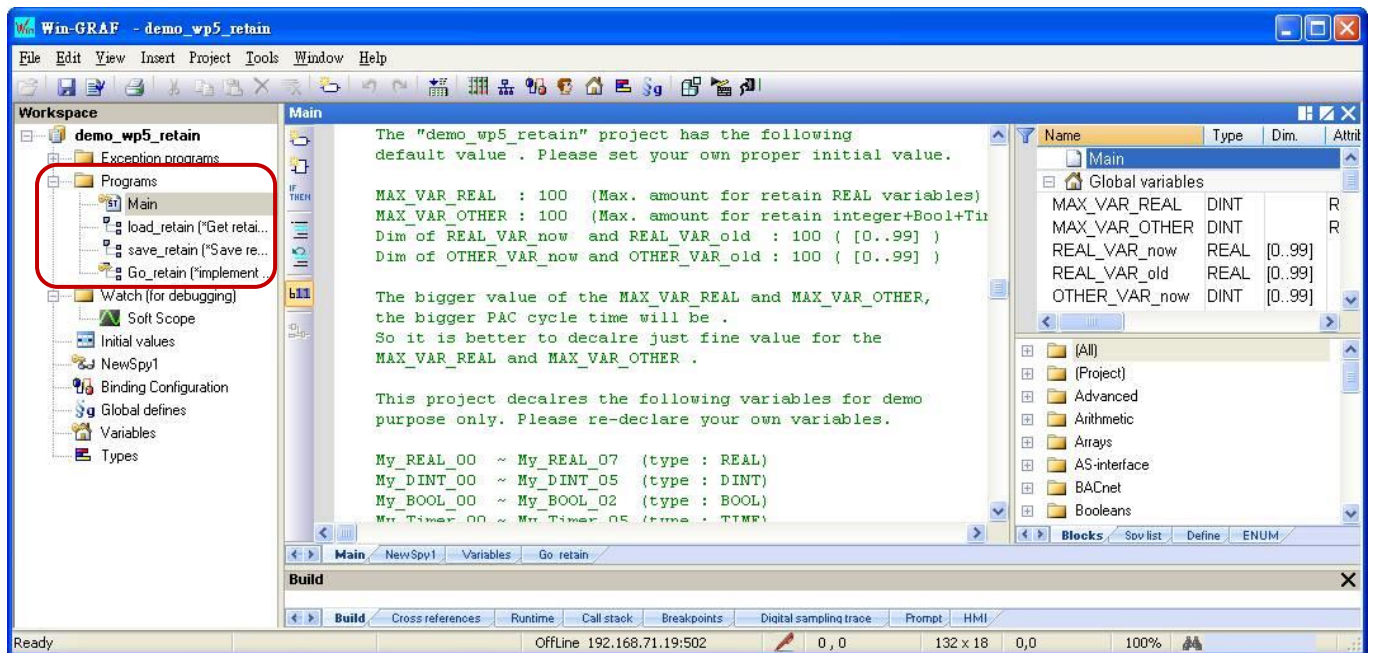 Win-GRAF - demo_wp5_retain
File Edit View Insert Project Tools Window Help
Workspace
demo_wp5_retain
Exception programs
Programs
Main
load_retain (*Get retai...
save_retain (*Save re...
Go_retain (*implement ...
Watch (for debugging)
Soft Scope
Initial values
NewSpy1
Binding Configuration
Global defines
Variables
Types
Main
IF THEN
The "demo_wp5_retain" project has the following
default value . Please set your own proper initial value.
MAX_VAR_REAL : 100 (Max. amount for retain REAL variables)
MAX_VAR_OTHER : 100 (Max. amount for retain integer+Bool+Tim
Dim of REAL_VAR_now and REAL_VAR_old : 100 ( [0..99] )
Dim of OTHER_VAR_now and OTHER_VAR_old : 100 ( [0..99] )
The bigger value of the MAX_VAR_REAL and MAX_VAR_OTHER,
the bigger PAC cycle time will be .
So it is better to decalre just fine value for the
MAX_VAR_REAL and MAX_VAR_OTHER .
This project decalres the following variables for demo
purpose only. Please re-declare your own variables.
My_REAL_00 ~ My_REAL_07 (type : REAL)
My_DINT_00 ~ My_DINT_05 (type : DINT)
My_BOOL_00 ~ My_BOOL_02 (type : BOOL)
My_Timer_00 ~ My_Timer_05 (type : TIME)
Main NewSpy1 Variables Go_retain
Name Type Dim. Attrit
Main
Global variables
MAX_VAR_REAL DINT R
MAX_VAR_OTHER DINT R
REAL_VAR_now REAL [0..99]
REAL_VAR_old REAL [0..99]
OTHER_VAR_now DINT [0..99]
(All)
(Project)
Advanced
Arithmetic
Arrays
AS-interface
BACnet
Booleans
Blocks Spy list Define ENUM
Build
Build Cross references Runtime Call stack Breakpoints Digital sampling trace Prompt HMI
Ready OffLine 192.168.71.19:502 0 , 0 132 x 18 0,0 100%